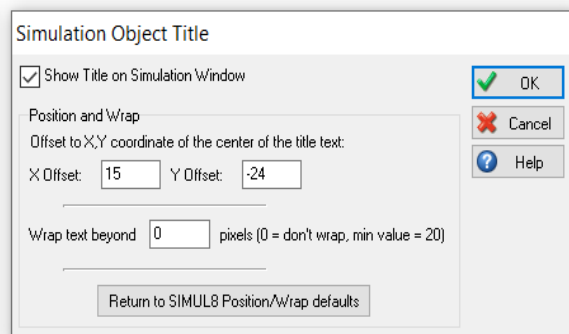 Simulation Object Title
Show Title on Simulation Window
OK
Position and Wrap
Cancel
Offset to X,Y coordinate of the center of the title text:
Help
X Offset: 15 Y Offset: -24
Wrap text beyond 0 pixels (0 = don't wrap, min value = 20)
Return to SIMUL8 Position/Wrap defaults